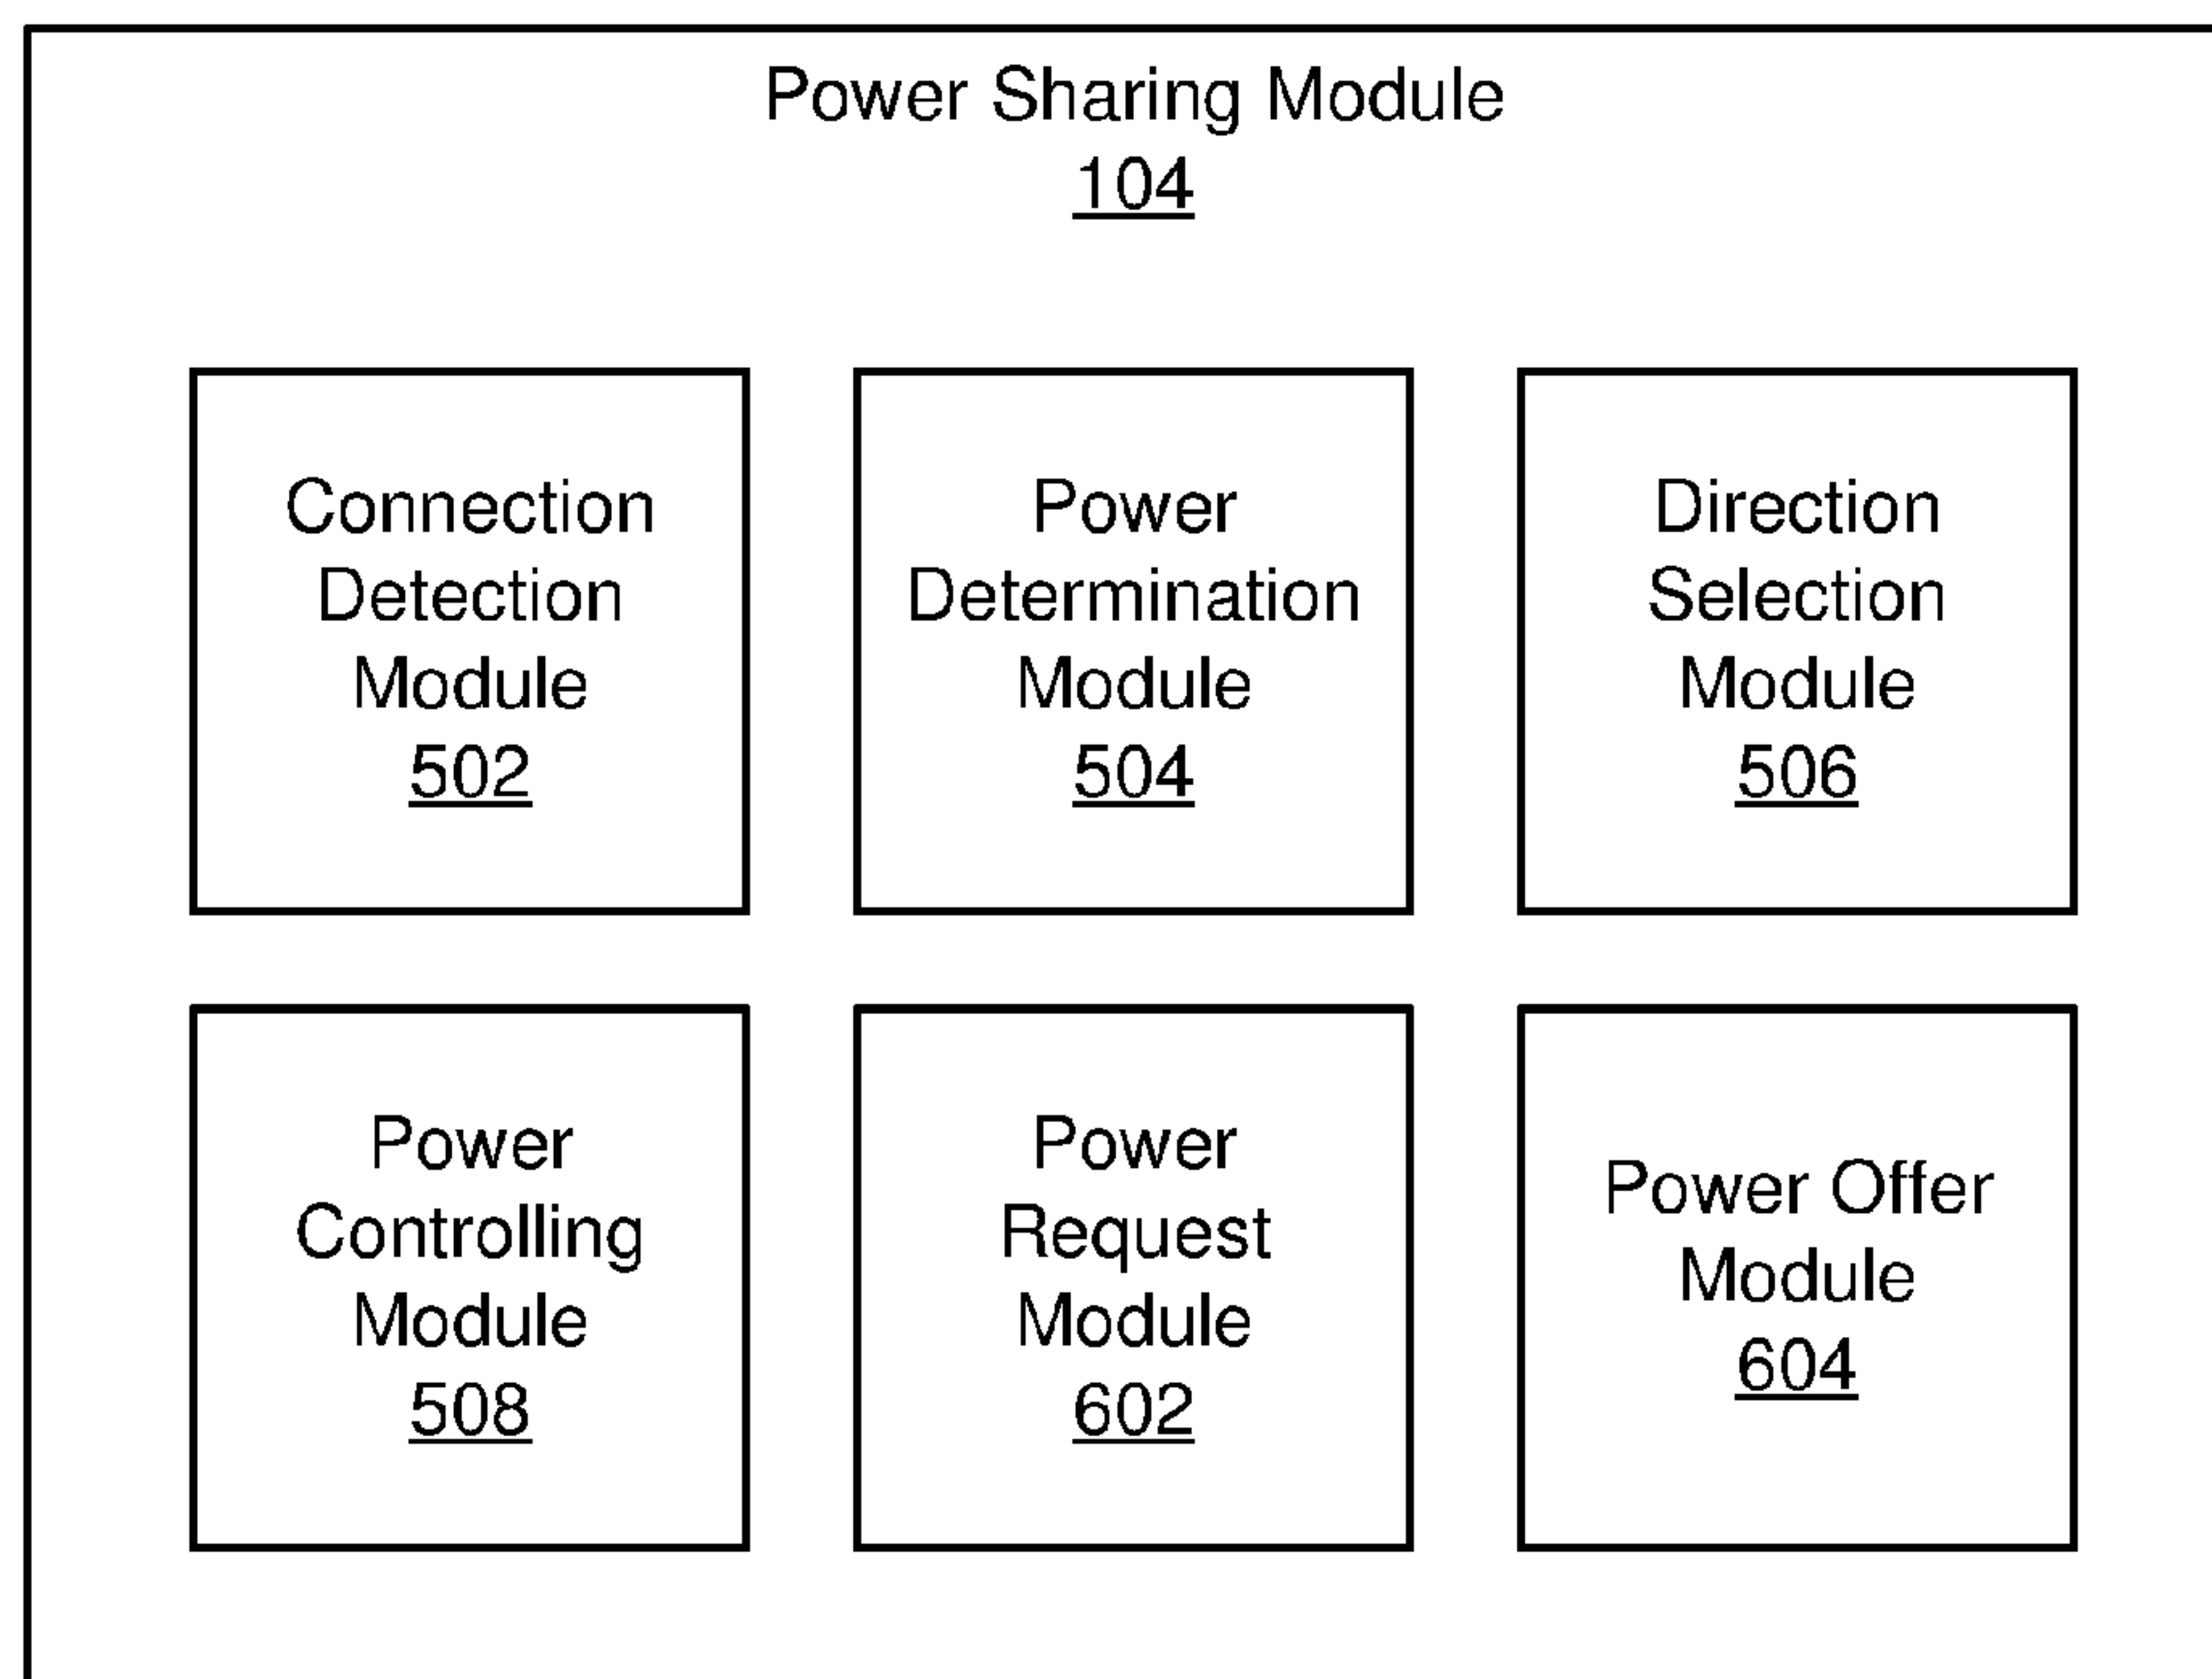 Power Sharing Module
104
Connection
Detection
Module
502
Power
Determination
Module
504
Direction
Selection
Module
506
Power
Controlling
Module
508
Power
Request
Module
602
Power Offer
Module
604